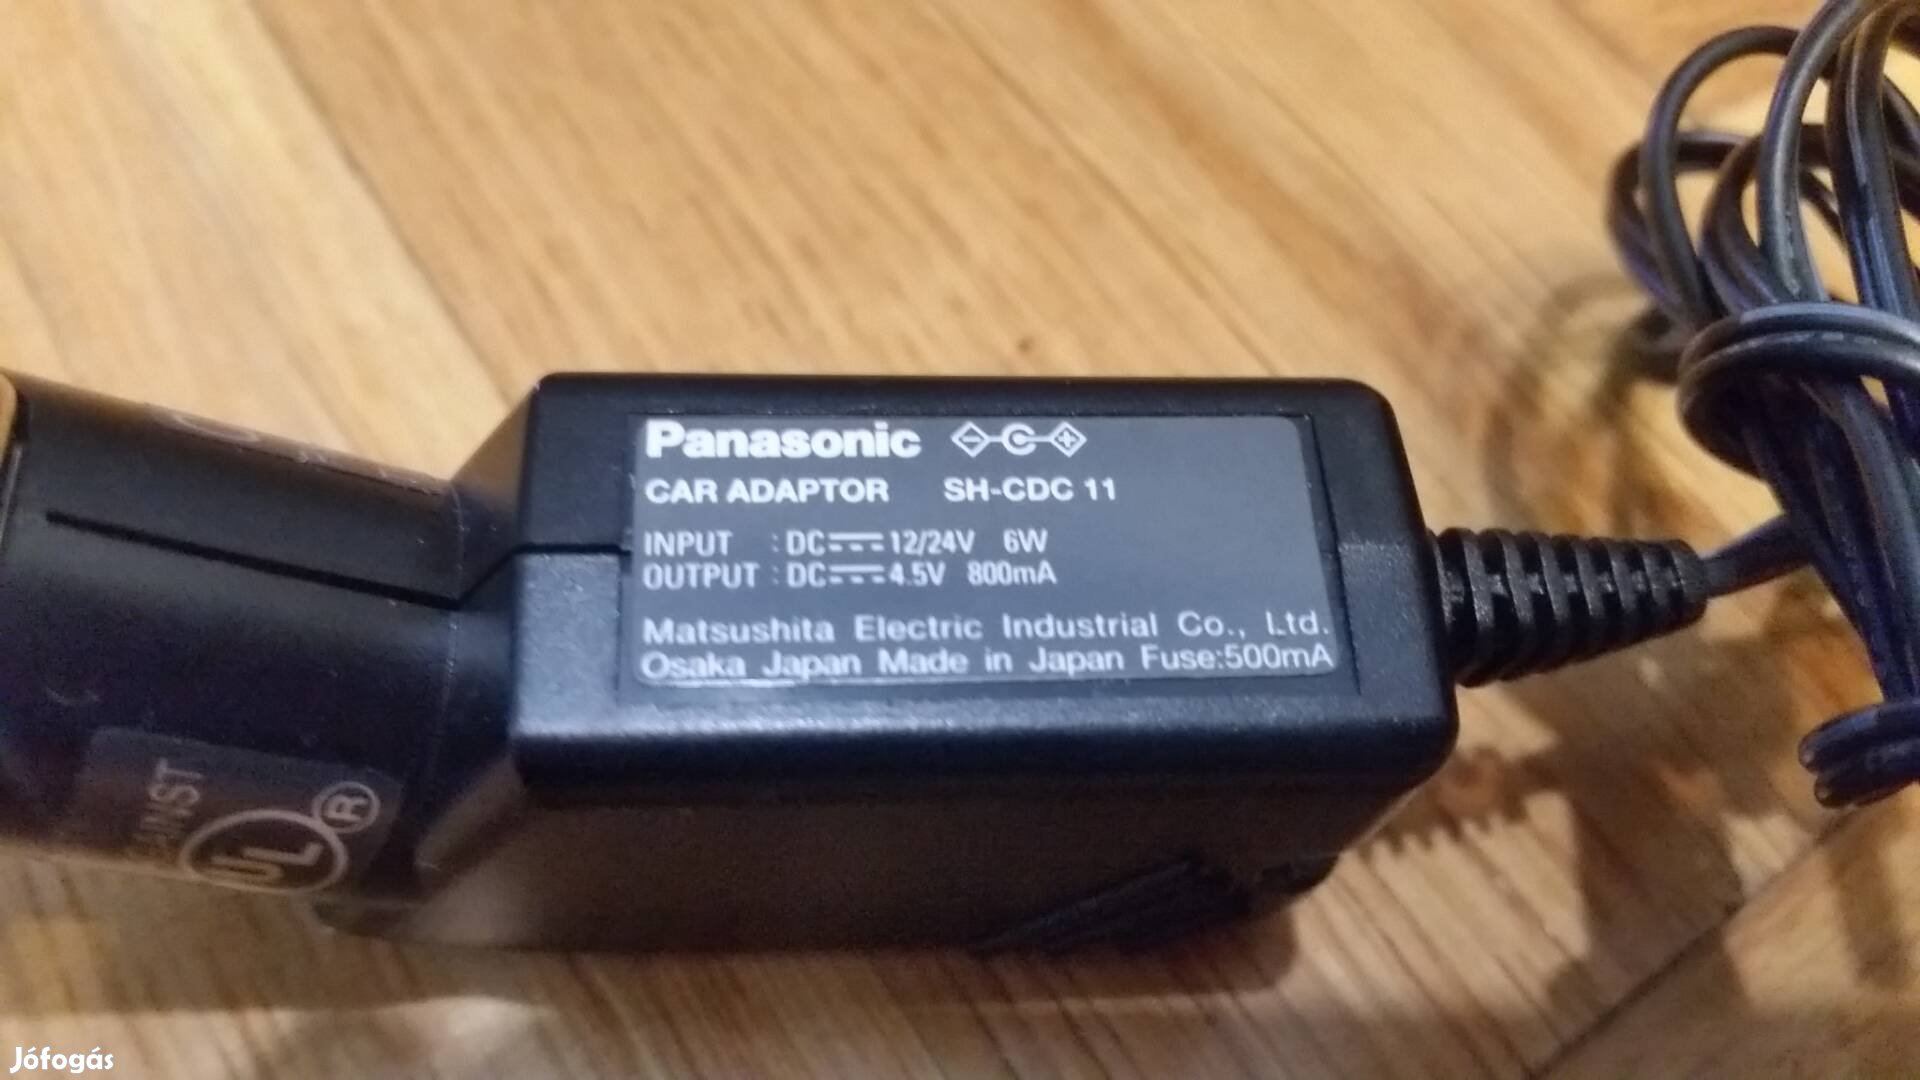 Panasonic
CAR ADAPTOR SH-CDC 11
INPUT : DC 12/24V 6W
OUTPUT : DC 4.5V 800mA
Matsushita Electric Industrial Co., Ltd.
Osaka Japan Made in Japan Fuse:500mA
UL ®
Jófogás